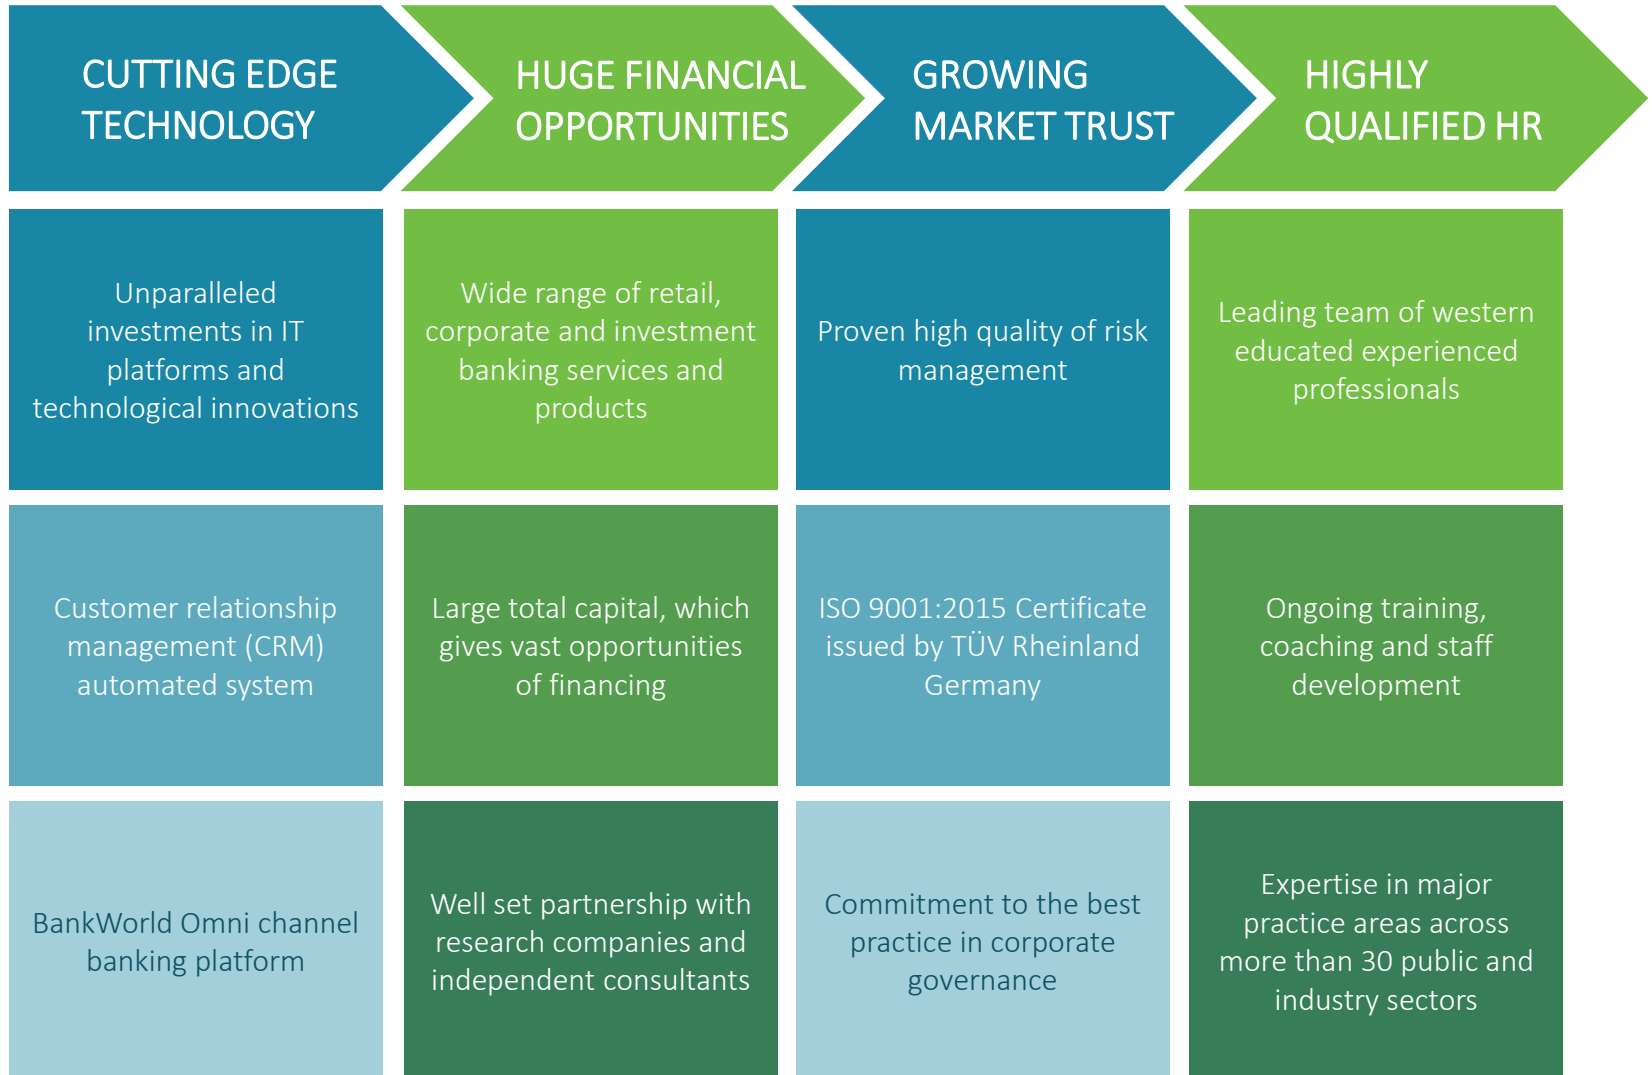 CUTTING EDGE
TECHNOLOGY
HUGE FINANCIAL
OPPORTUNITIES
GROWING
MARKET TRUST
HIGHLY
QUALIFIED HR
Unparalleled
investments in IT
platforms and
technological innovations
Wide range of retail,
corporate and investment
banking services and
products
Proven high quality of risk
management
Leading team of western
educated experienced
professionals
Customer relationship
management (CRM)
automated system
Large total capital, which
gives vast opportunities
of financing
ISO 9001:2015 Certificate
issued by TÜV Rheinland
Germany
Ongoing training,
coaching and staff
development
BankWorld Omni channel
banking platform
Well set partnership with
research companies and
independent consultants
Commitment to the best
practice in corporate
governance
Expertise in major
practice areas across
more than 30 public and
industry sectors